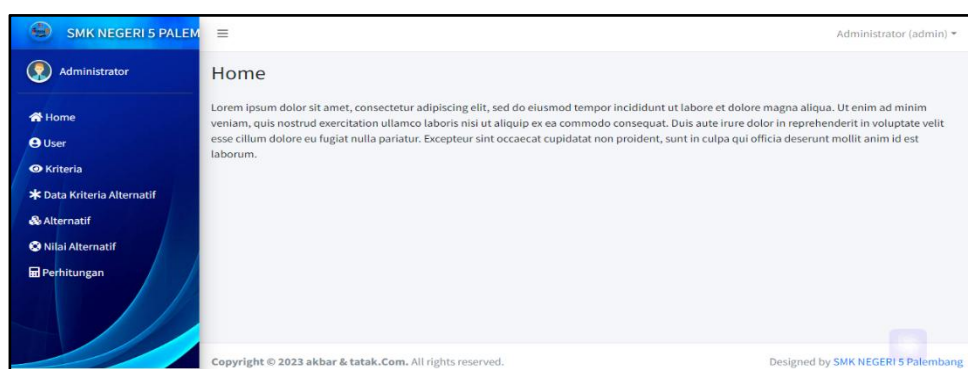 SMK NEGERI 5 PALEM
Administrator (admin)
Administrator
Home
User
Kriteria
Data Kriteria Alternatif
Alternatif
Nilai Alternatif
Perhitungan
Home
Lorem ipsum dolor sit amet, consectetur adipiscing elit, sed do eiusmod tempor incididunt ut labore et dolore magna aliqua. Ut enim ad minim
veniam, quis nostrud exercitation ullamco laboris nisi ut aliquip ex ea commodo consequat. Duis aute irure dolor in reprehenderit in voluptate velit
esse cillum dolore eu fugiat nulla pariatur. Excepteur sint occaecat cupidatat non proident, sunt in culpa qui officia deserunt mollit anim id est
laborum.
Copyright © 2023 akbar & tatak.Com. All rights reserved.
Designed by SMK NEGERI 5 Palembang